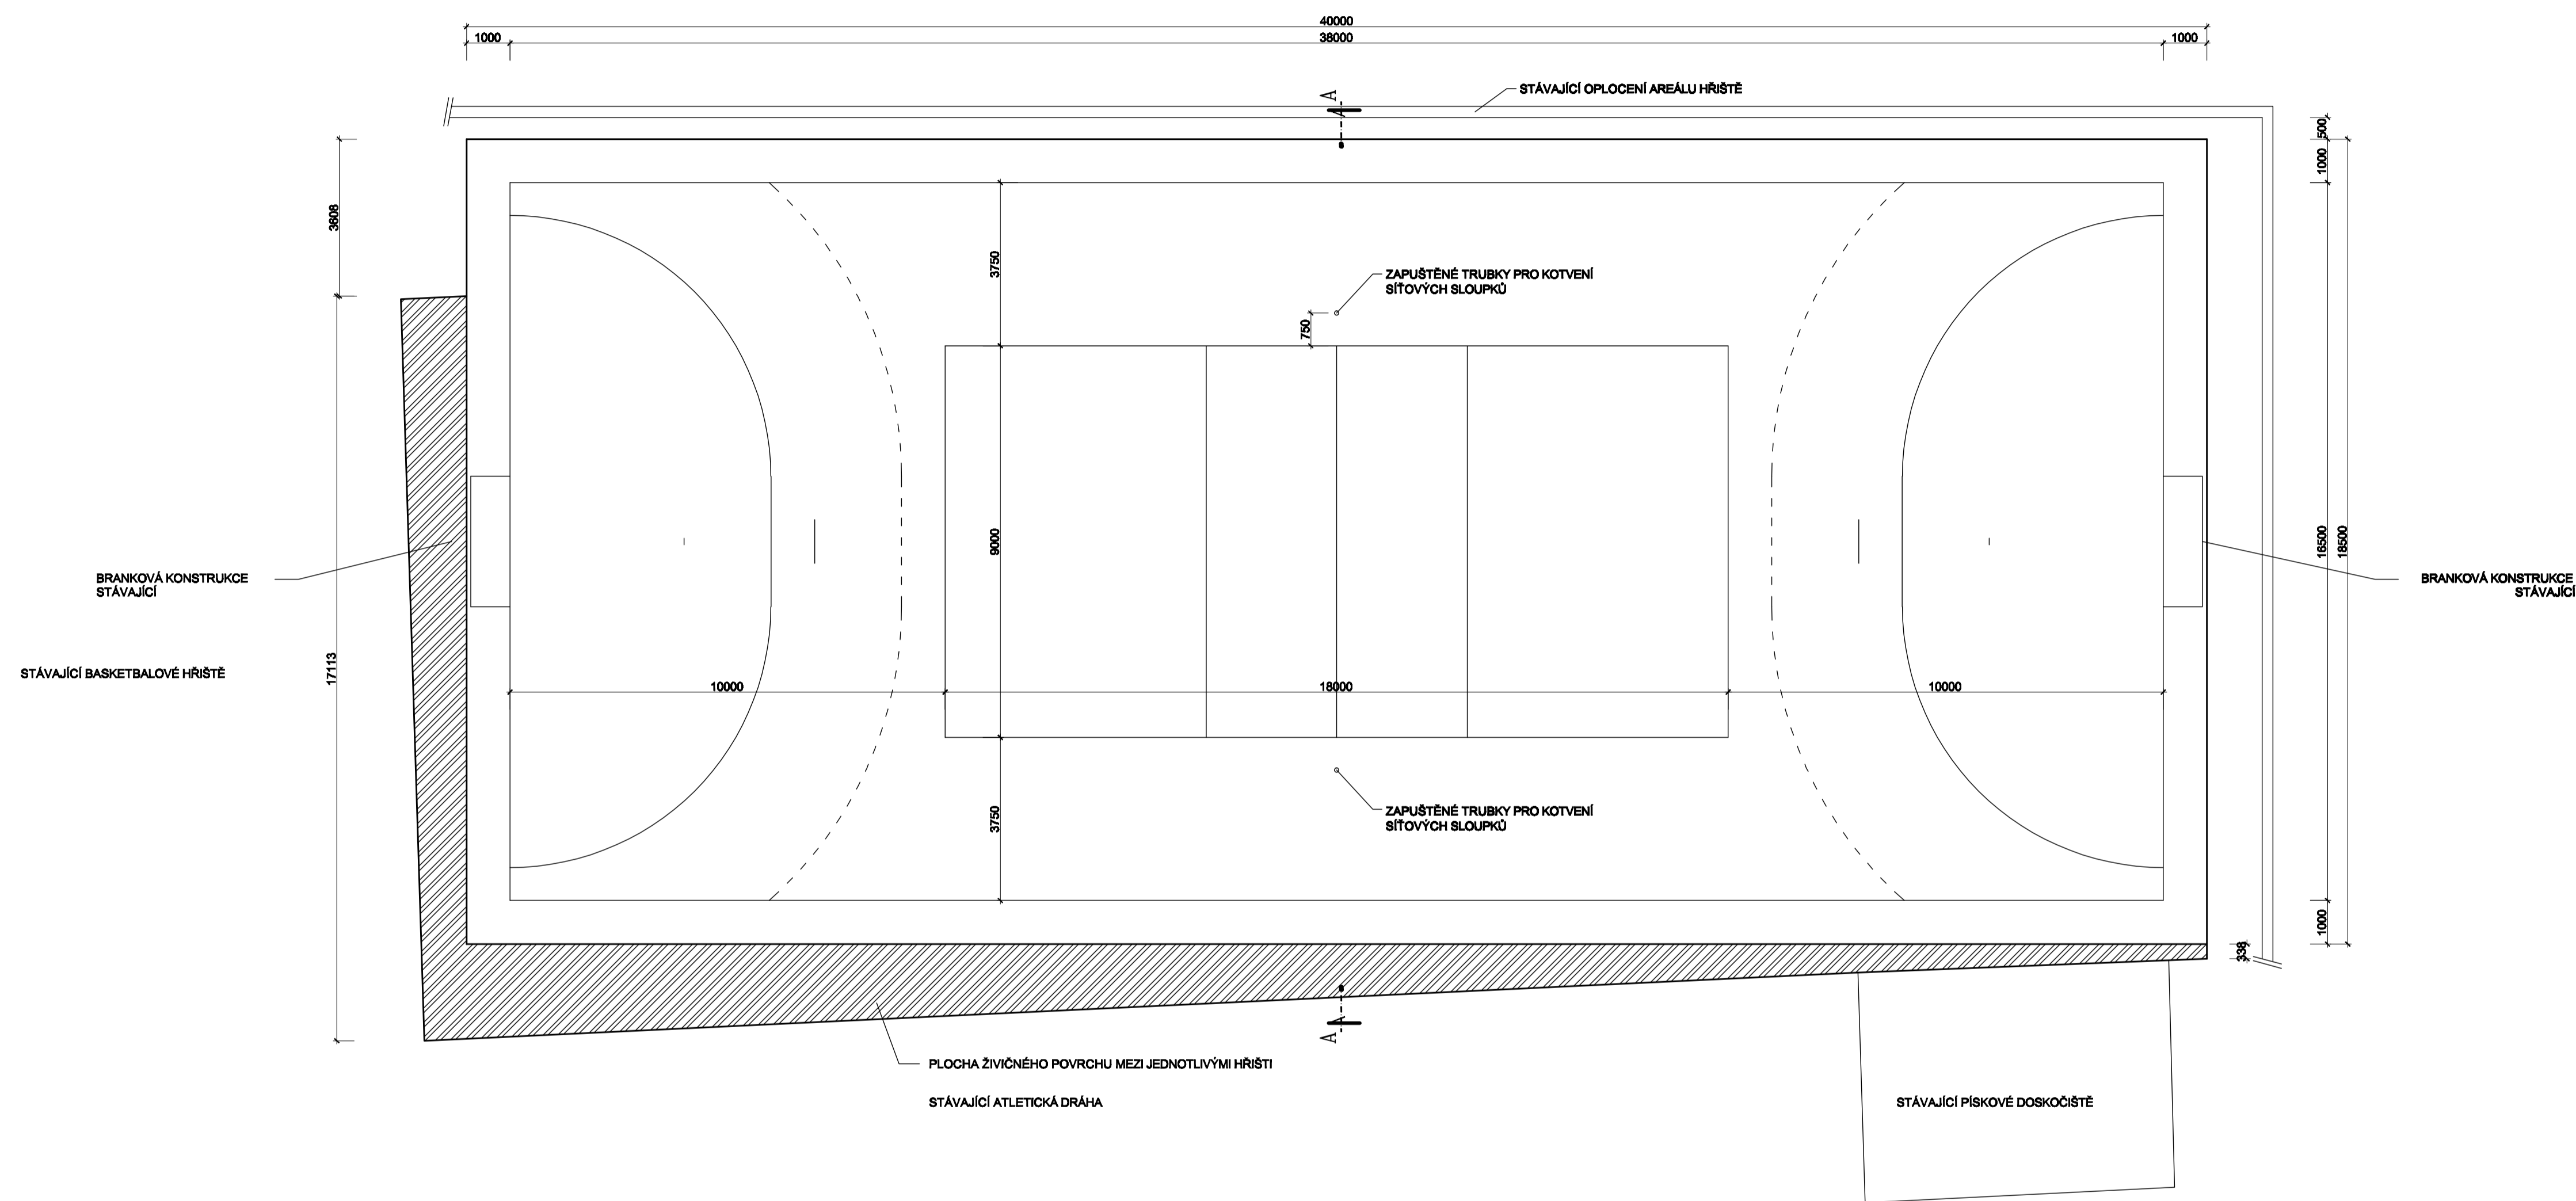 40000
1000
38000
1000
STÁVAJÍCÍ OPLOCENÍ AREÁLU HŘIŠTĚ
A
A
500
1000
3608
3750
ZAPUŠTĚNÉ TRUBKY PRO KOTVENÍ
SÍŤOVÝCH SLOUPKŮ
750
BRANKOVÁ KONSTRUKCE
STÁVAJÍCÍ
9000
16500
18500
BRANKOVÁ KONSTRUKCE
STÁVAJÍCÍ
17113
STÁVAJÍCÍ BASKETBALOVÉ HŘIŠTĚ
10000
18000
10000
3750
ZAPUŠTĚNÉ TRUBKY PRO KOTVENÍ
SÍŤOVÝCH SLOUPKŮ
1000
338
A
A
PLOCHA ŽIVIČNÉHO POVRCHU MEZI JEDNOTLIVÝMI HŘIŠTI
STÁVAJÍCÍ ATLETICKÁ DRÁHA
STÁVAJÍCÍ PÍSKOVÉ DOSKOČIŠTĚ